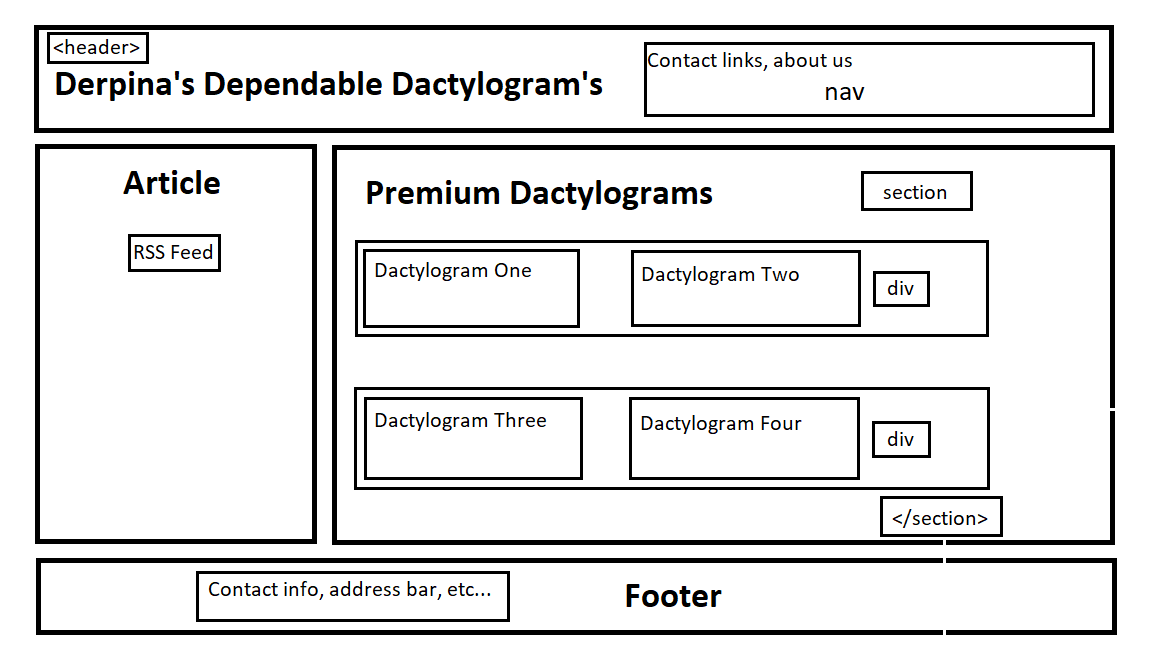 <header>
Derpina's Dependable Dactylogram's
Contact links, about us
nav
Article
RSS Feed
Premium Dactylograms
section
Dactylogram One
Dactylogram Two
div
Dactylogram Three
Dactylogram Four
div
</section>
Contact info, address bar, etc...
Footer